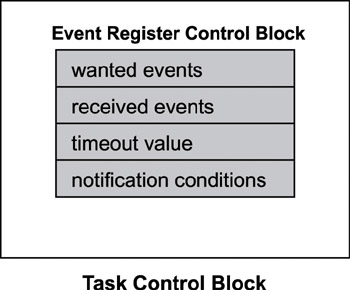 Event Register Control Block
wanted events
received events
timeout value
notification conditions
Task Control Block